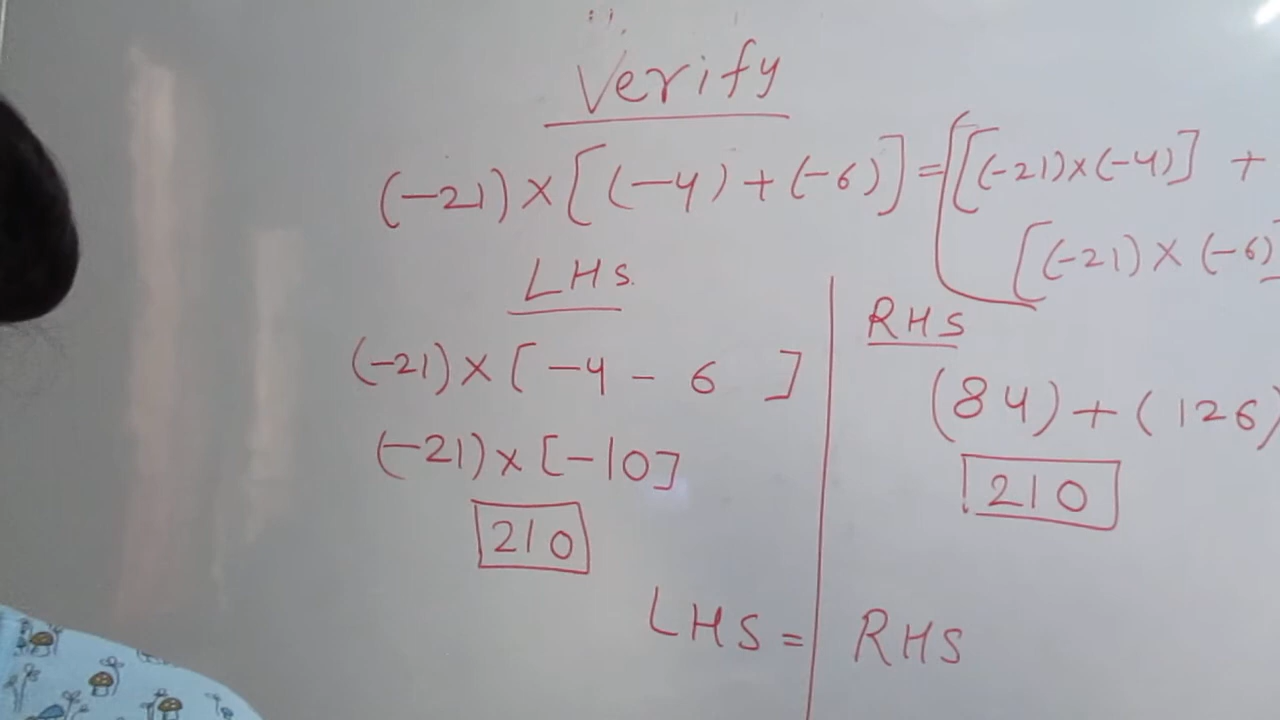 Verify
(-21) × [(-4) + (-6)] = [[(-21) × (-4)] +
[(-21) × (-6)]
LHS.
RHS
(-21) × [-4 - 6 ]
(84) + (126)
(-21) × [-10]
210
210
LHS = RHS